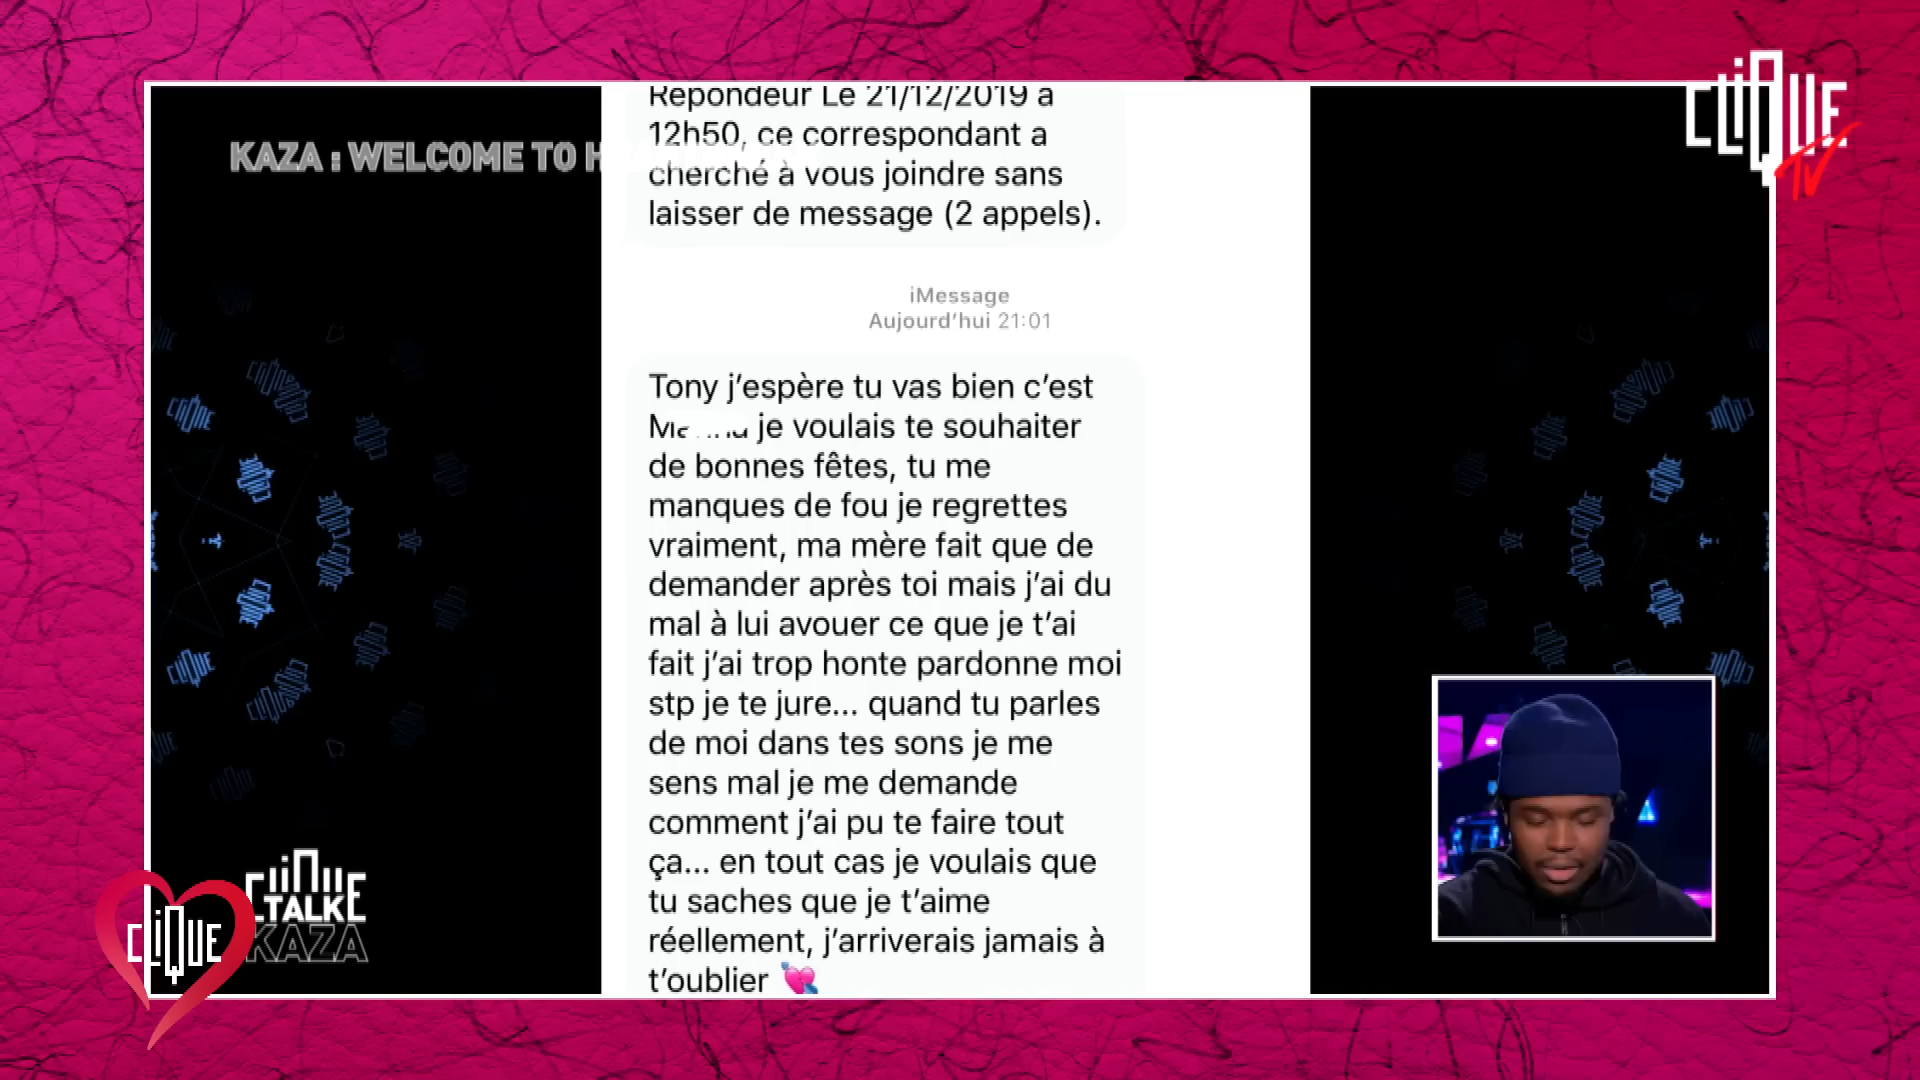 CLIQUE TV
KAZA : WELCOME TO H
Répondeur Le 21/12/2019 à
12h50, ce correspondant a
cherché à vous joindre sans
laisser de message (2 appels).
iMessage
Aujourd’hui 21:01
Tony j’espère tu vas bien c’est
je voulais te souhaiter
de bonnes fêtes, tu me
manques de fou je regrettes
vraiment, ma mère fait que de
demander après toi mais j’ai du
mal à lui avouer ce que je t’ai
fait j’ai trop honte pardonne moi
stp je te jure... quand tu parles
de moi dans tes sons je me
sens mal je me demande
comment j’ai pu te faire tout
ça... en tout cas je voulais que
tu saches que je t’aime
réellement, j’arriverais jamais à
t’oublier 💘
CLIQUE
TALK
KAZA
CLIQUE